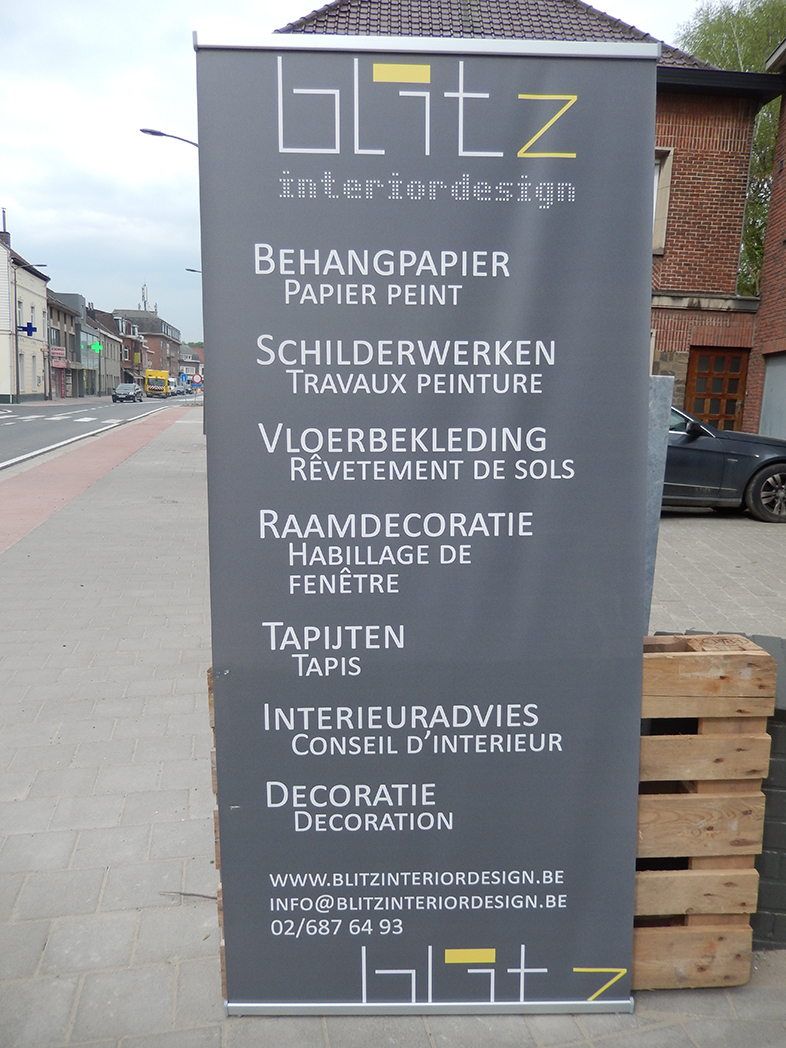 blitz
interiordesign
BEHANGPAPIER
PAPIER PEINT
SCHILDERWERKEN
TRAVAUX PEINTURE
VLOERBEKLEDING
RÊVETEMENT DE SOLS
RAAMDECORATIE
HABILLAGE DE
FENÊTRE
TAPIJTEN
TAPIS
INTERIEURADVIES
CONSEIL D'INTERIEUR
DECORATIE
DECORATION
WWW.BLITZINTERIORDESIGN.BE
INFO@BLITZINTERIORDESIGN.BE
02/687 64 93
blitz